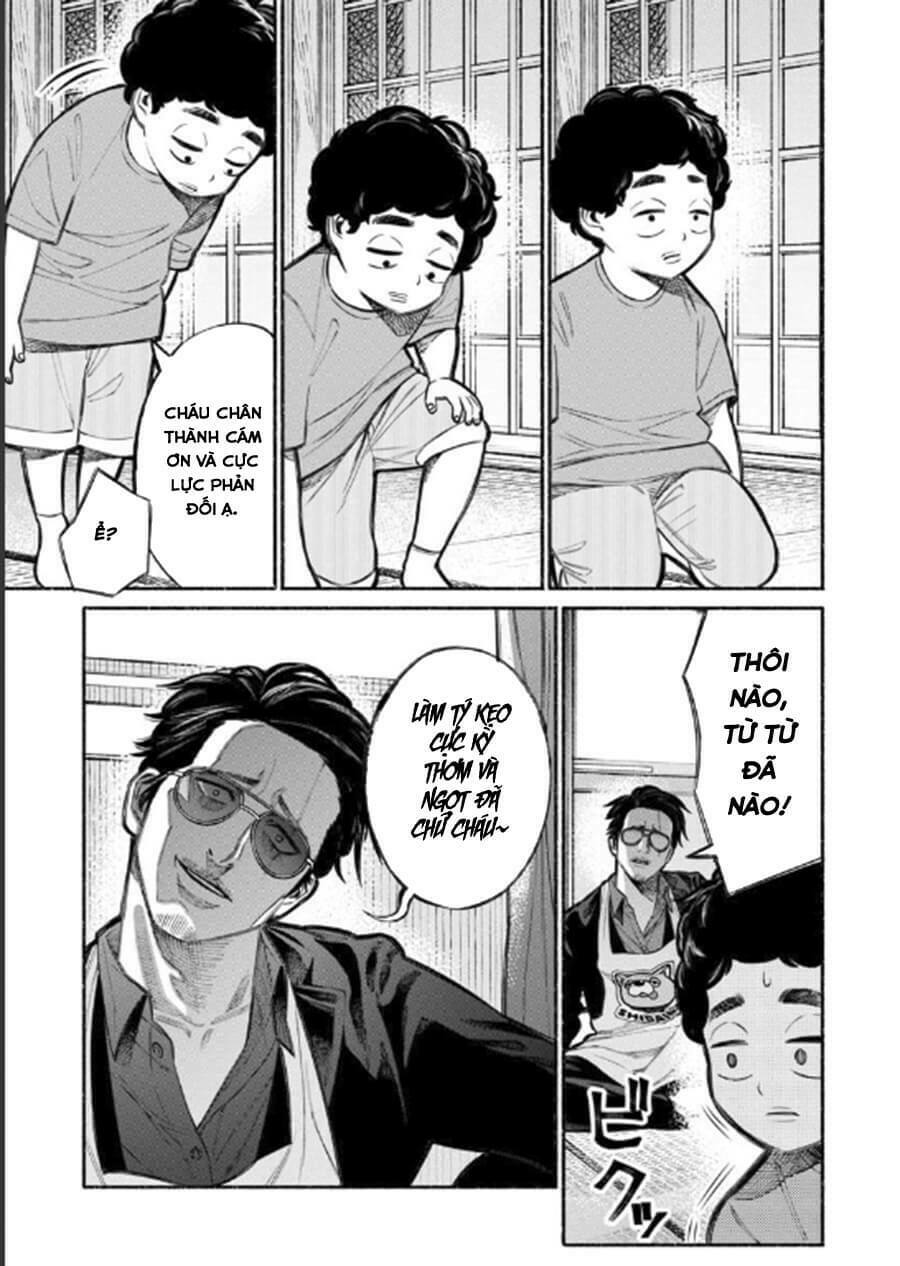 CHÁU CHÂN
THÀNH CÁM
ƠN VÀ CỰC
LỰC PHẢN
ĐỐI Ạ.
Ể?
THÔI
NÀO,
TỪ TỪ
ĐÃ
NÀO!
SHIBAI
ビクッ
LÀM TÝ KẸO
CỰC KỲ
THƠM VÀ
NGỌT ĐÃ
CHỨ CHÁU~